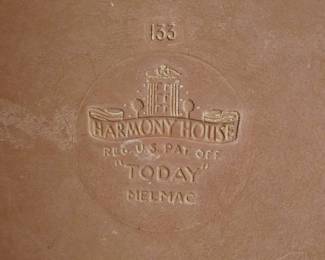 133
HARMONY HOUSE
REG. U.S. PAT. OFF.
"TODAY"
MELMAC